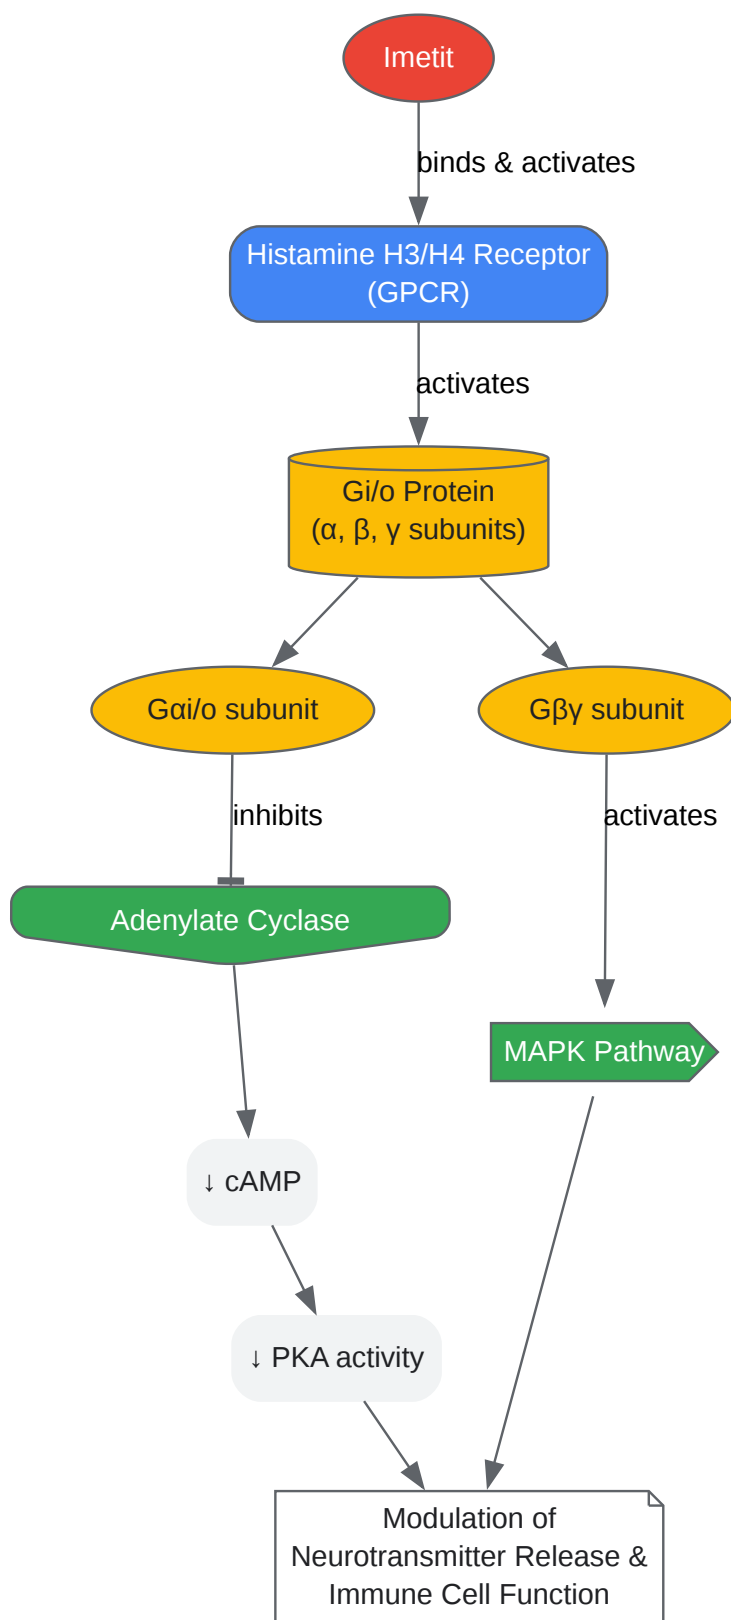 Imetit
binds & activates
Histamine H3/H4 Receptor
(GPCR)
activates
Gi/o Protein
(α, β, γ subunits)
Gαi/o subunit
Gβγ subunit
inhibits
activates
Adenylate Cyclase
MAPK Pathway
↓ cAMP
↓ PKA activity
Modulation of
Neurotransmitter Release &
Immune Cell Function